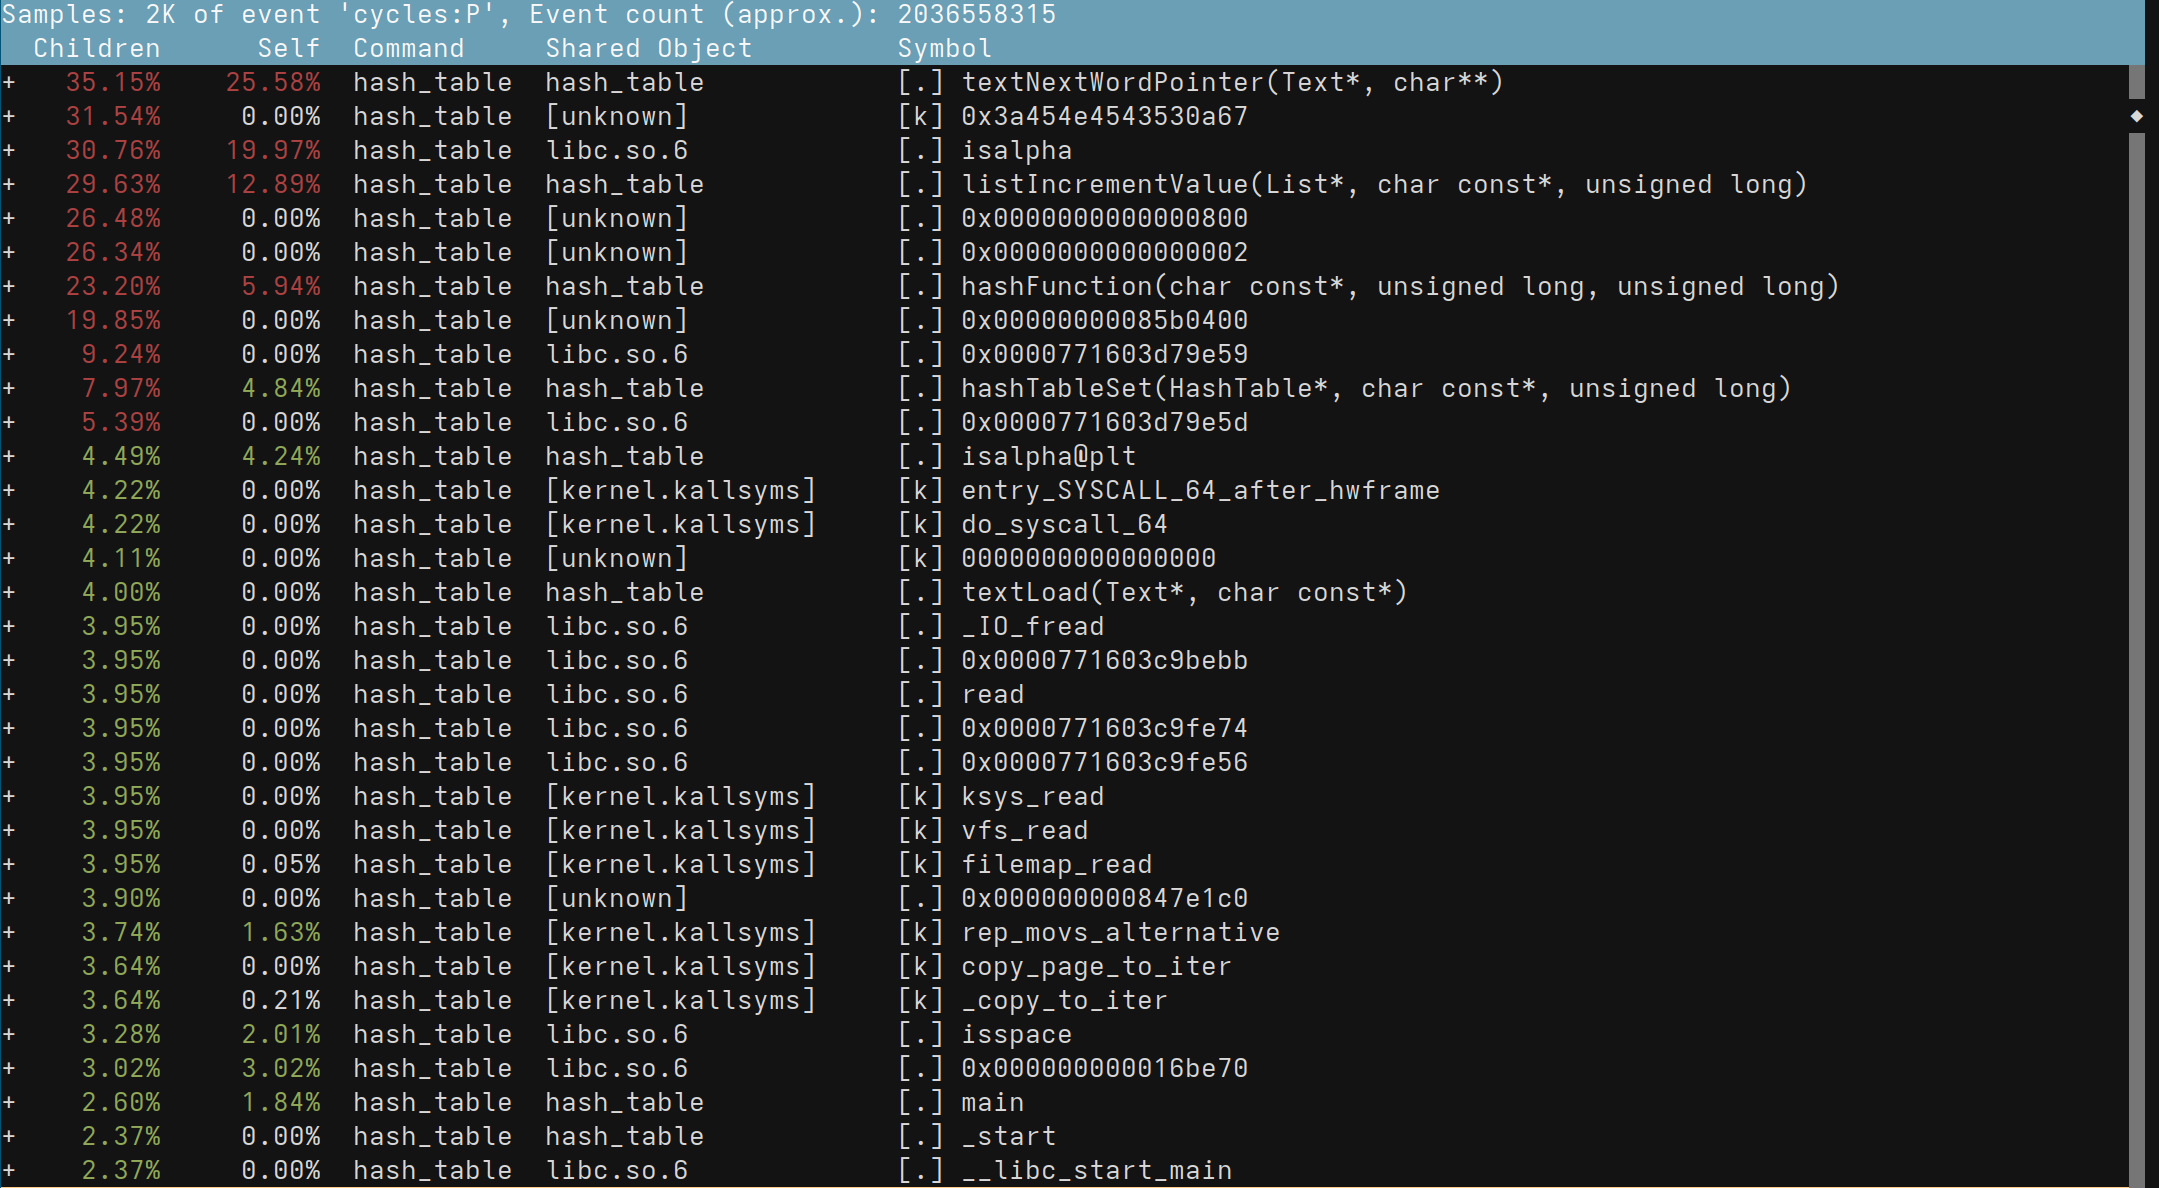 Samples: 2K of event 'cycles:P', Event count (approx.): 2036558315
Children Self Command Shared Object Symbol
+ 35.15% 25.58% hash_table hash_table [.] textNextWordPointer(Text*, char**)
+ 31.54% 0.00% hash_table [unknown] [k] 0x3a454e4543530a67
+ 30.76% 19.97% hash_table libc.so.6 [.] isalpha
+ 29.63% 12.89% hash_table hash_table [.] listIncrementValue(List*, char const*, unsigned long)
+ 26.48% 0.00% hash_table [unknown] [.] 0x0000000000000800
+ 26.34% 0.00% hash_table [unknown] [.] 0x0000000000000002
+ 23.20% 5.94% hash_table hash_table [.] hashFunction(char const*, unsigned long, unsigned long)
+ 19.85% 0.00% hash_table [unknown] [.] 0x00000000085b0400
+ 9.24% 0.00% hash_table libc.so.6 [.] 0x0000771603d79e59
+ 7.97% 4.84% hash_table hash_table [.] hashTableSet(HashTable*, char const*, unsigned long)
+ 5.39% 0.00% hash_table libc.so.6 [.] 0x0000771603d79e5d
+ 4.49% 4.24% hash_table hash_table [.] isalpha@plt
+ 4.22% 0.00% hash_table [kernel.kallsyms] [k] entry_SYSCALL_64_after_hwframe
+ 4.22% 0.00% hash_table [kernel.kallsyms] [k] do_syscall_64
+ 4.11% 0.00% hash_table [unknown] [k] 0000000000000000
+ 4.00% 0.00% hash_table hash_table [.] textLoad(Text*, char const*)
+ 3.95% 0.00% hash_table libc.so.6 [.] _IO_fread
+ 3.95% 0.00% hash_table libc.so.6 [.] 0x0000771603c9bebb
+ 3.95% 0.00% hash_table libc.so.6 [.] read
+ 3.95% 0.00% hash_table libc.so.6 [.] 0x0000771603c9fe74
+ 3.95% 0.00% hash_table libc.so.6 [.] 0x0000771603c9fe56
+ 3.95% 0.00% hash_table [kernel.kallsyms] [k] ksys_read
+ 3.95% 0.00% hash_table [kernel.kallsyms] [k] vfs_read
+ 3.95% 0.05% hash_table [kernel.kallsyms] [k] filemap_read
+ 3.90% 0.00% hash_table [unknown] [.] 0x000000000847e1c0
+ 3.74% 1.63% hash_table [kernel.kallsyms] [k] rep_movs_alternative
+ 3.64% 0.00% hash_table [kernel.kallsyms] [k] copy_page_to_iter
+ 3.64% 0.21% hash_table [kernel.kallsyms] [k] _copy_to_iter
+ 3.28% 2.01% hash_table libc.so.6 [.] isspace
+ 3.02% 3.02% hash_table libc.so.6 [.] 0x000000000016be70
+ 2.60% 1.84% hash_table hash_table [.] main
+ 2.37% 0.00% hash_table hash_table [.] _start
+ 2.37% 0.00% hash_table libc.so.6 [.] __libc_start_main